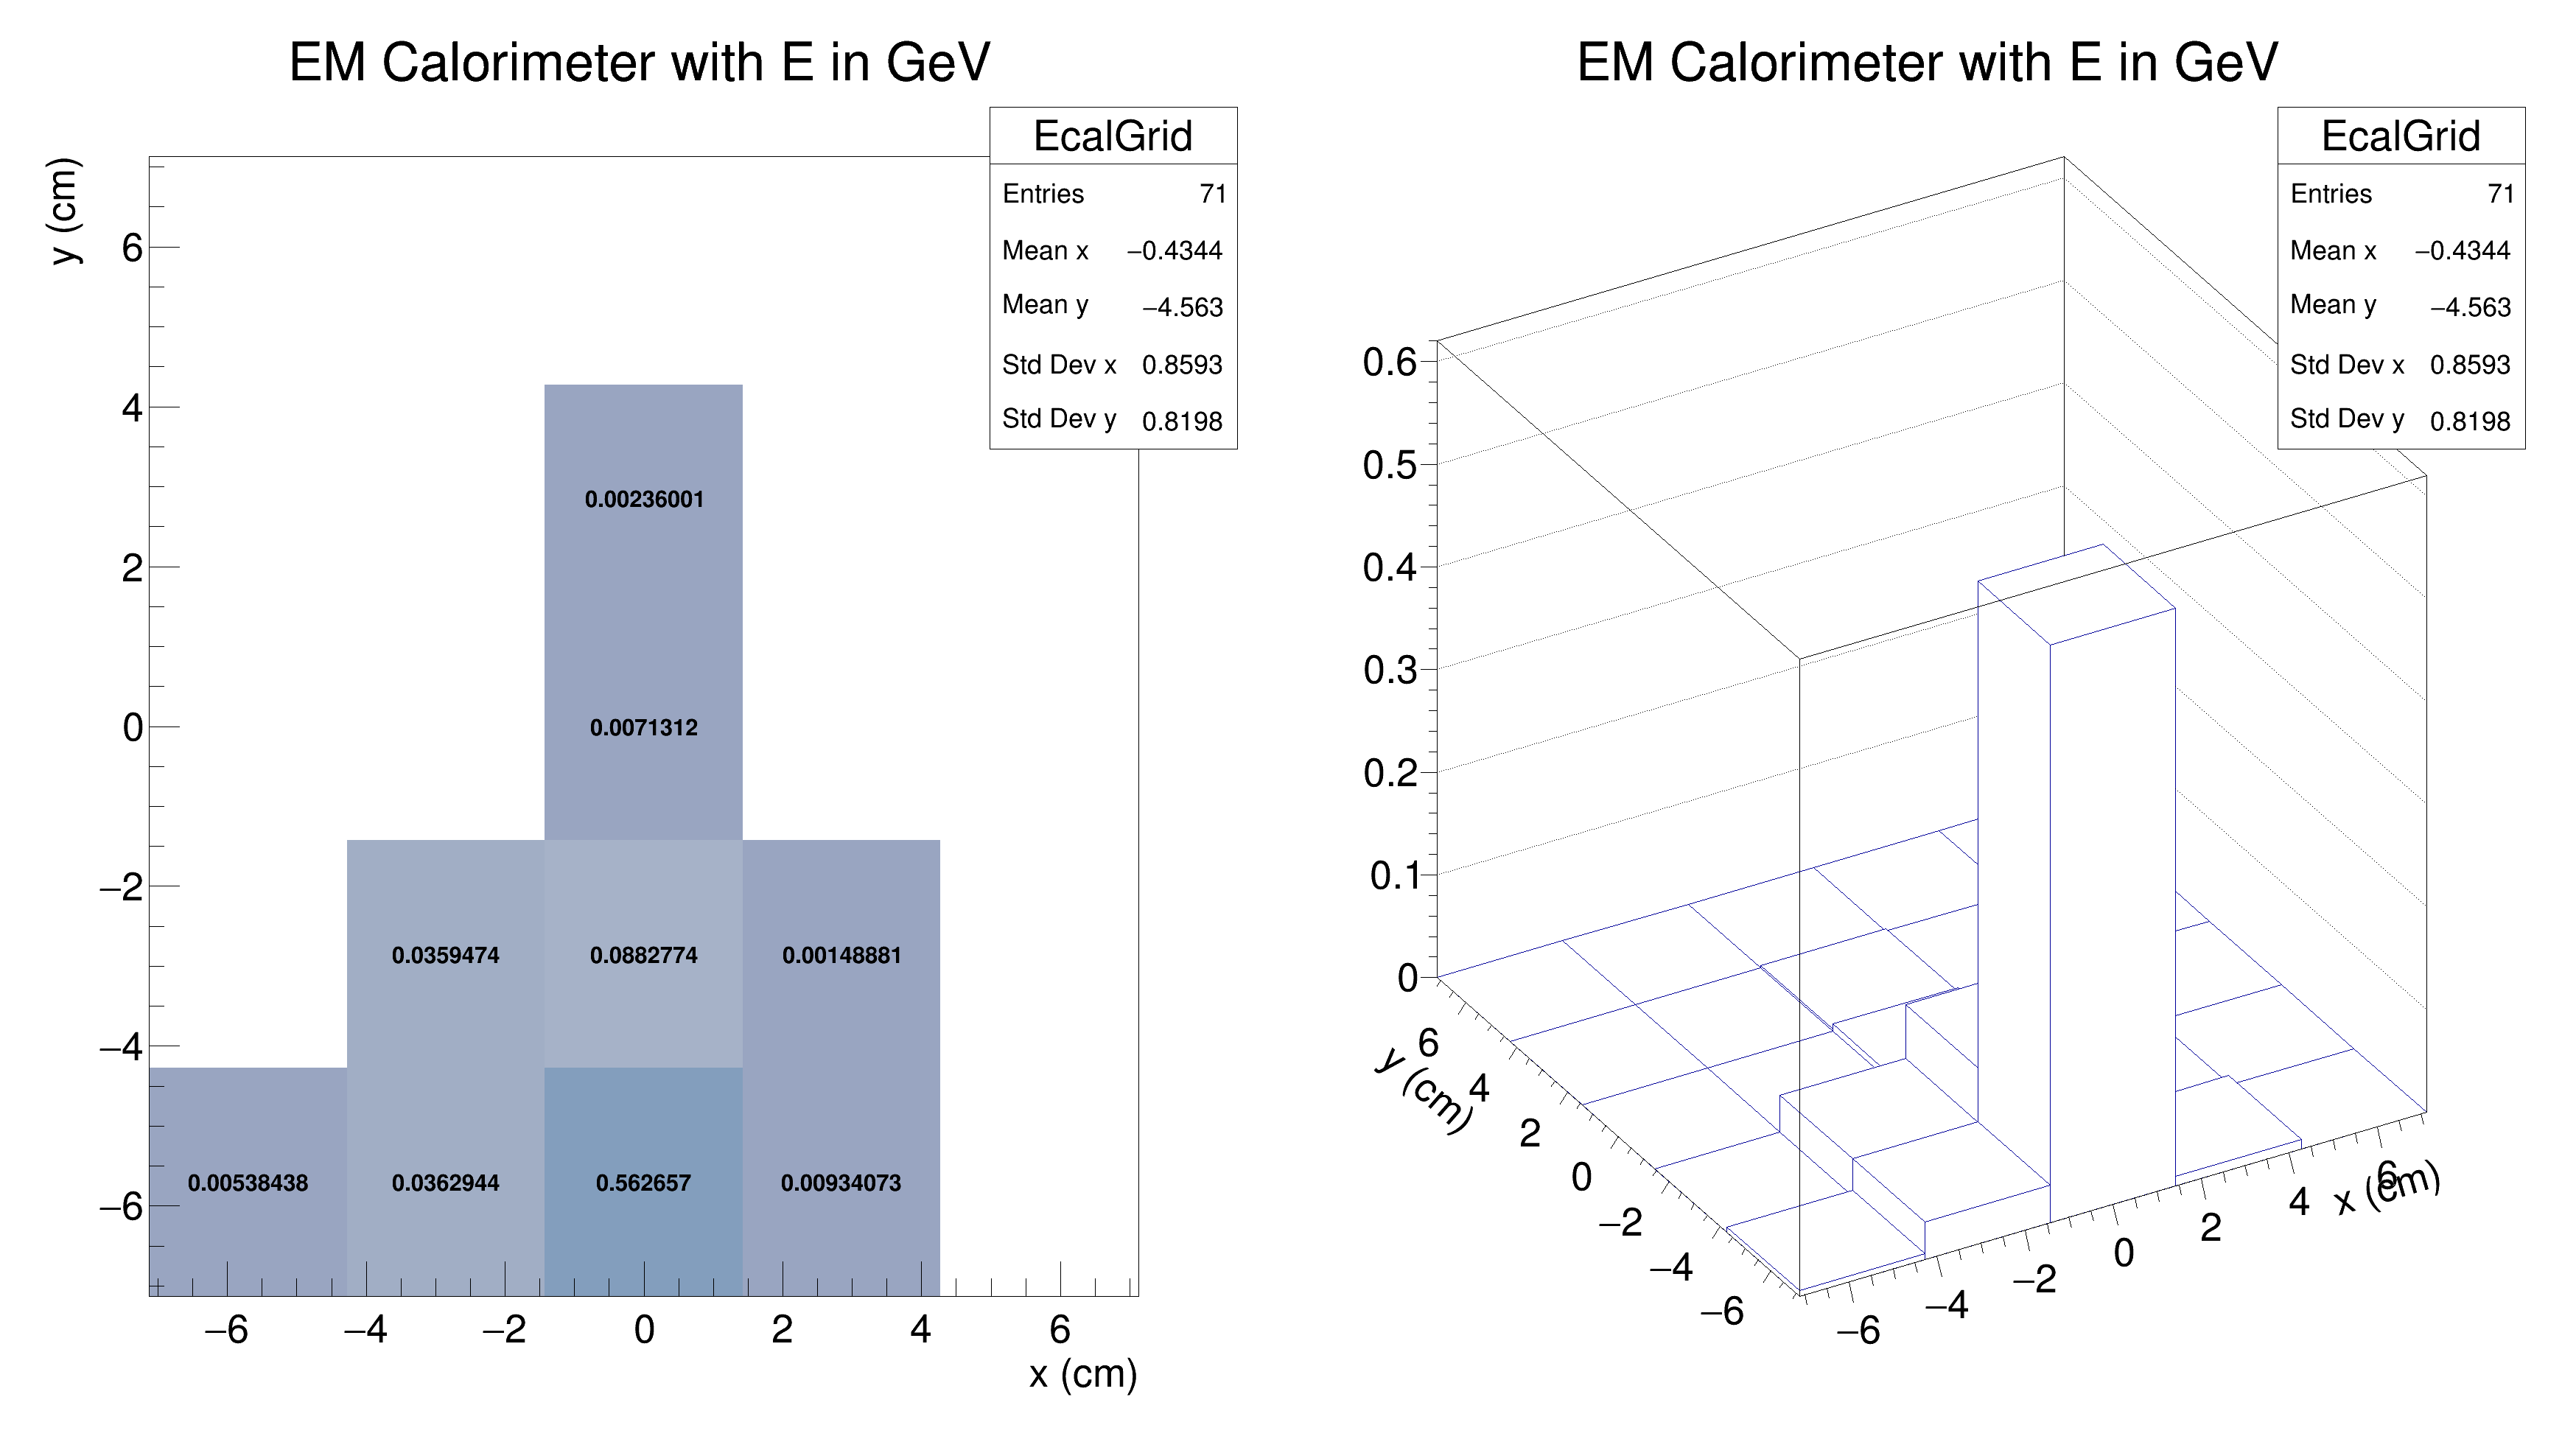 EM Calorimeter with E in GeV
EcalGrid
Entries 71
Mean x −0.4344
Mean y −4.563
Std Dev x 0.8593
Std Dev y 0.8198
y (cm)
6
4
2
0
−2
−4
−6
0.00236001
0.0071312
0.0359474 0.0882774 0.00148881
0.00538438 0.0362944 0.562657 0.00934073
−6 −4 −2 0 2 4 6
x (cm)
EM Calorimeter with E in GeV
EcalGrid
Entries 71
Mean x −0.4344
Mean y −4.563
Std Dev x 0.8593
Std Dev y 0.8198
0.6
0.5
0.4
0.3
0.2
0.1
0
y (cm)
6
4
2
0
−2
−4
−6
−6 −4 −2 0 2 4 6
x (cm)